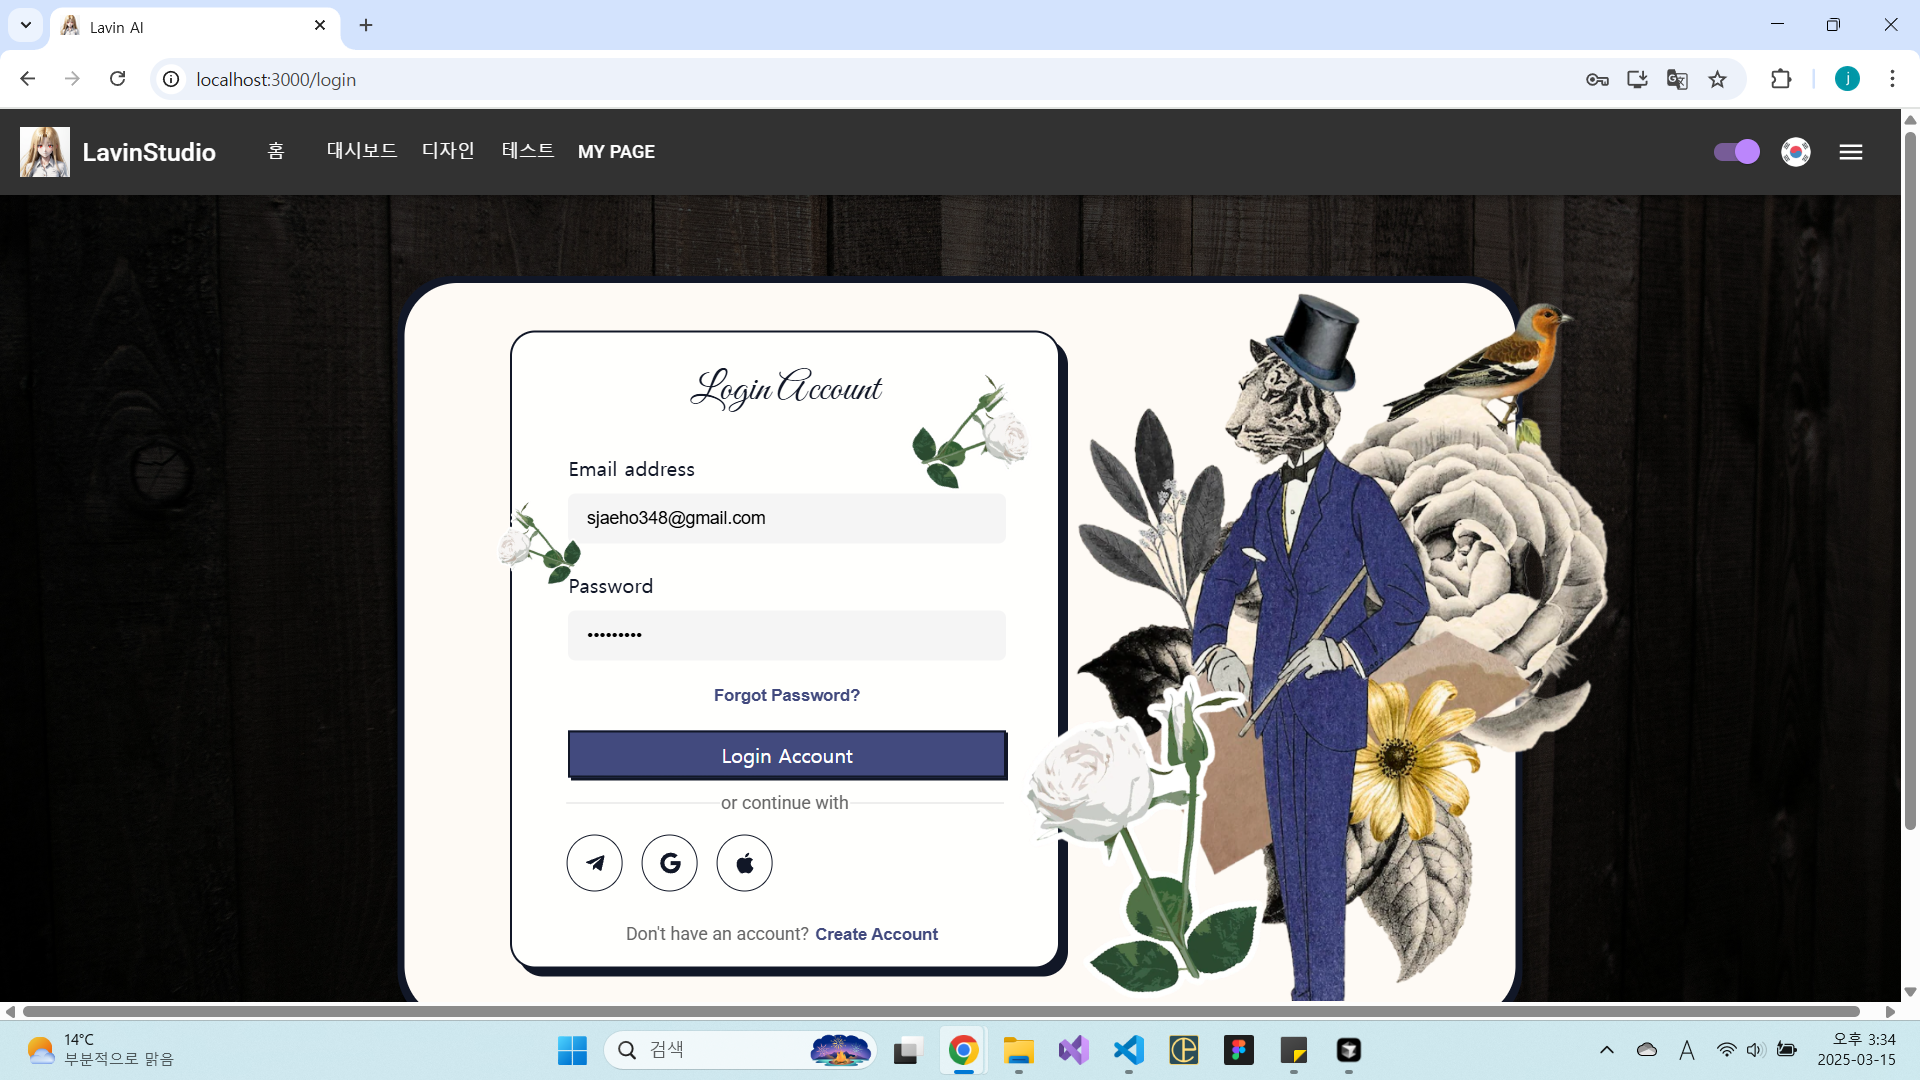 Lavin AI
localhost:3000/login
j
LavinStudio 홈 대시보드 디자인 테스트 MY PAGE
Login Account
Email address
sjaeho348@gmail.com
Password
•••••••••
Forgot Password?
Login Account
or continue with
Don't have an account? Create Account
14°C
부분적으로 맑음
검색
A
오후 3:34
2025-03-15